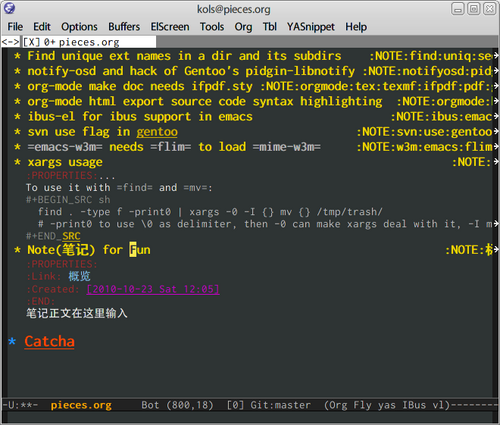 kols@pieces.org
File Edit Options Buffers ElScreen Tools Org Tbl YASnippet Help
<->[X] 0+ pieces.org
* Find unique ext names in a dir and its subdirs :NOTE:find:uniq:se
* notify-osd and hack of Gentoo's pidgin-libnotify :NOTE:notifyosd:pid
* org-mode make doc needs ifpdf.sty :NOTE:orgmode:tex:texmf:ifpdf:pdf:
* org-mode html export source code syntax highlighting :NOTE:orgmode:
* ibus-el for ibus support in emacs :NOTE:ibus:emac
* svn use flag in gentoo :NOTE:svn:use:gentoo
* =emacs-w3m= needs =flim= to load =mime-w3m= :NOTE:w3m:emacs:flim
* xargs usage :NOTE:
:PROPERTIES:...
To use it with =find= and =mv=:
#+BEGIN_SRC sh
find . -type f -print0 | xargs -0 -I {} mv {} /tmp/trash/
# -print0 to use \0 as delimiter, then -0 can make xargs deal with it, -I m
#+END_SRC
* Note(笔记) for Fun :NOTE:标
:PROPERTIES:
:Link: 概览
:Created: [2010-10-23 Sat 12:05]
:END:
笔记正文在这里输入
* Catcha
-U:**- pieces.org Bot (800,18) [0] Git:master (Org Fly yas IBus vl)--------